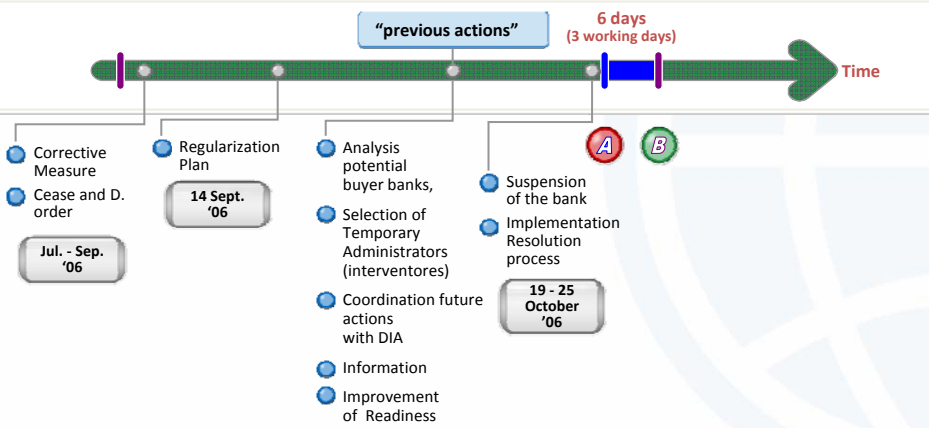 “previous actions”
6 days
(3 working days)
Time
Corrective
Measure
Cease and D.
order
Jul. - Sep.
‘06
Regularization
Plan
14 Sept.
‘06
Analysis
potential
buyer banks,
Selection of
Temporary
Administrators
(interventores)
Coordination future
actions
with DIA
Information
Improvement
of Readiness
Suspension
of the bank
Implementation
Resolution
process
19 - 25
October
’06
A
B